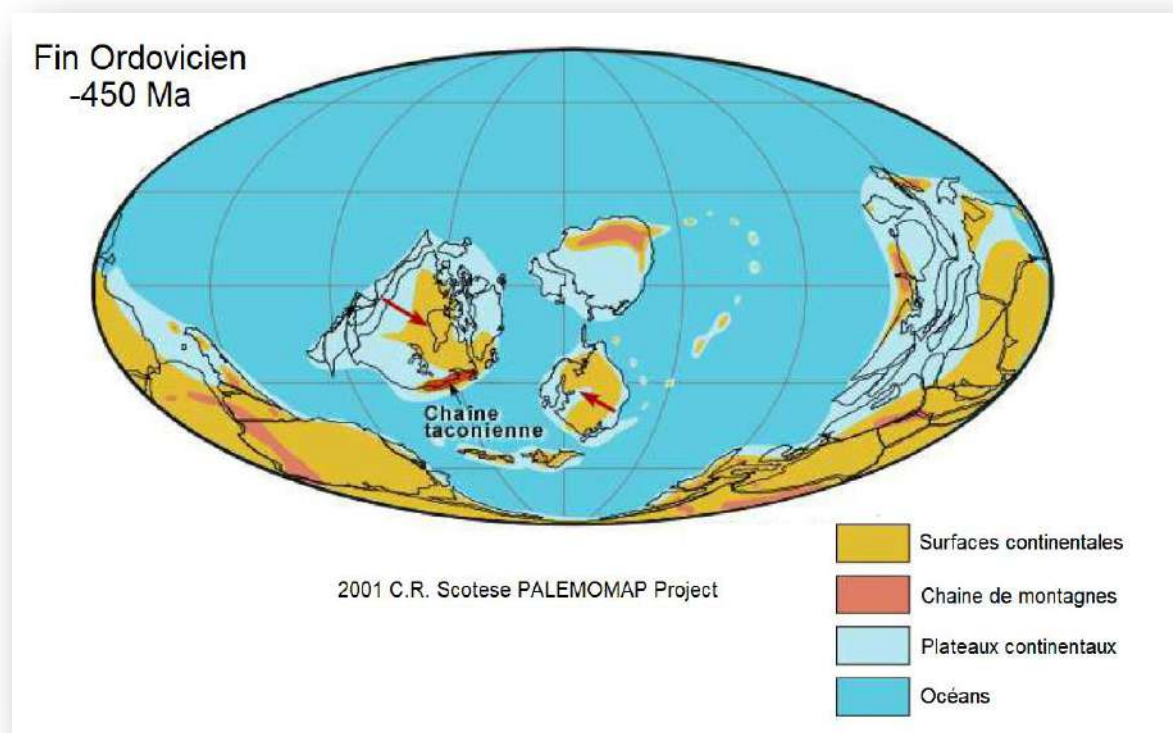 Fin Ordovicien
-450 Ma
Chaîne
taconienne
2001 C.R. Scotese PALEMOMAP Project
Surfaces continentales
Chaine de montagnes
Plateaux continentaux
Océans